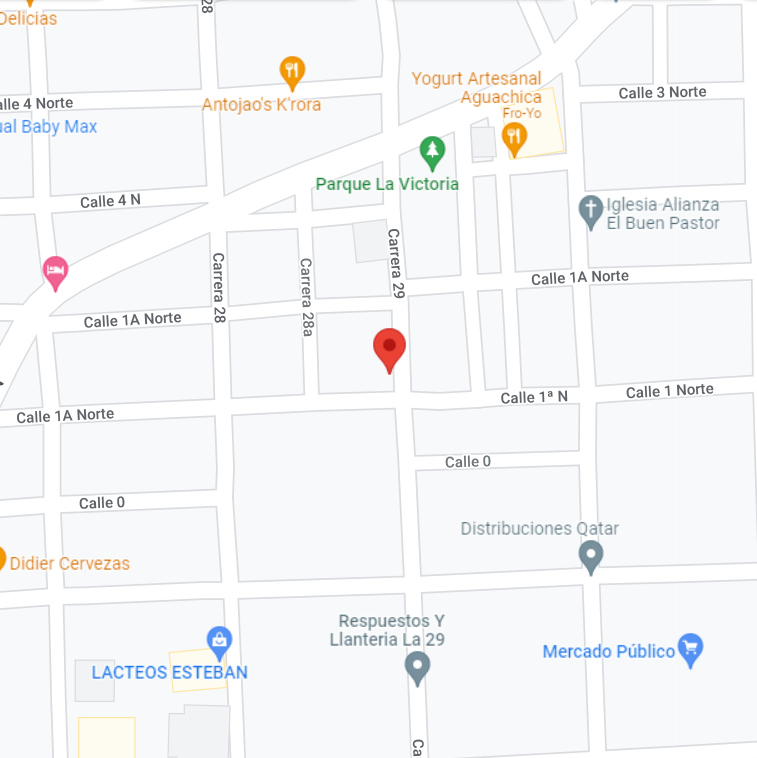 Delicias
28
Antojao's K'rora
Yogurt Artesanal
Aguachica
Fro-Yo
Calle 3 Norte
alle 4 Norte
ual Baby Max
Parque La Victoria
Calle 4 N
Iglesia Alianza
El Buen Pastor
Carrera 28
Carrera 28a
Carrera 29
Calle 1A Norte
Calle 1A Norte
Calle 1A Norte
Calle 1ª N
Calle 1 Norte
Calle 0
Calle 0
Distribuciones Qatar
Didier Cervezas
Respuestos Y
Llanteria La 29
Mercado Público
LACTEOS ESTEBAN
Ca